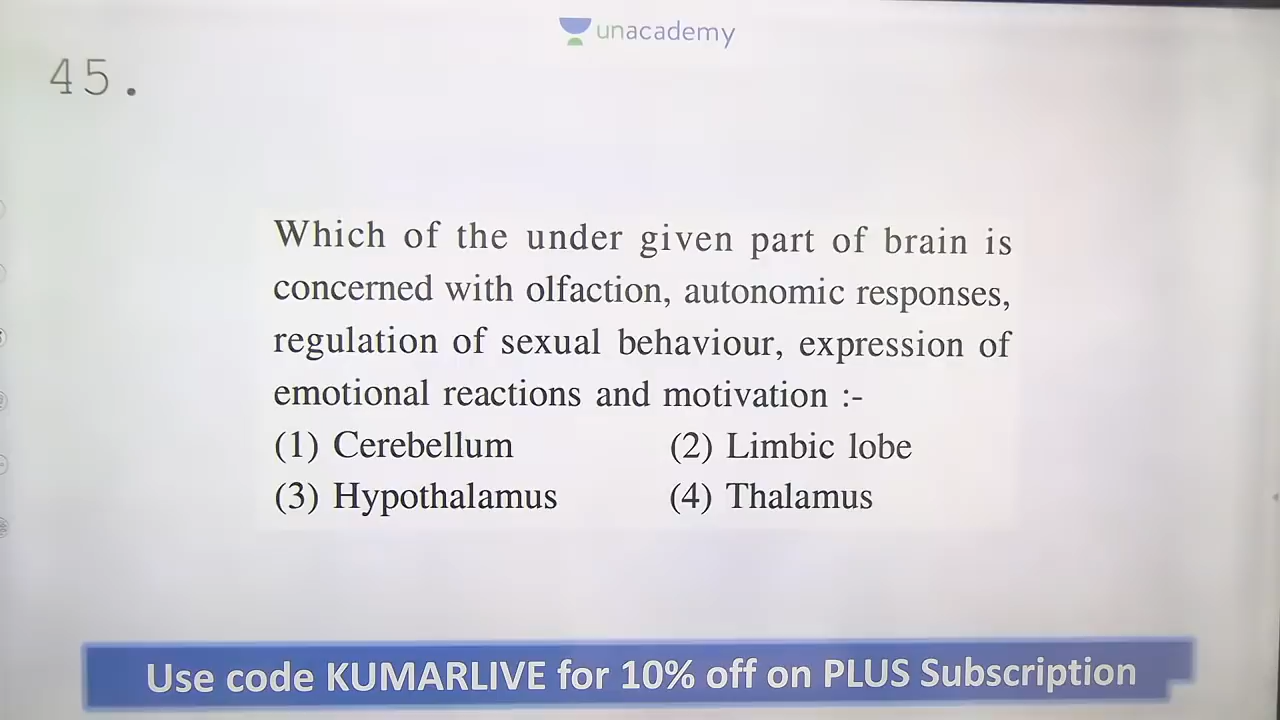 unacademy
45.
Which of the under given part of brain is
concerned with olfaction, autonomic responses,
regulation of sexual behaviour, expression of
emotional reactions and motivation :-
(1) Cerebellum (2) Limbic lobe
(3) Hypothalamus (4) Thalamus
Use code KUMARLIVE for 10% off on PLUS Subscription